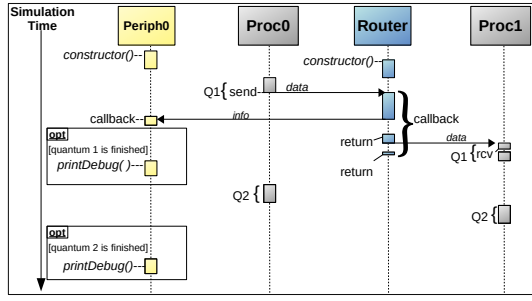 Simulation
Time
Periph0
Proc0
Router
Proc1
constructor()
constructor()
Q1{ send
data
callback
info
callback
opt
[quantum 1 is finished]
printDebug( )
return
data
Q1 {rcv
return
Q2 {
Q2 {
opt
[quantum 2 is finished]
printDebug()